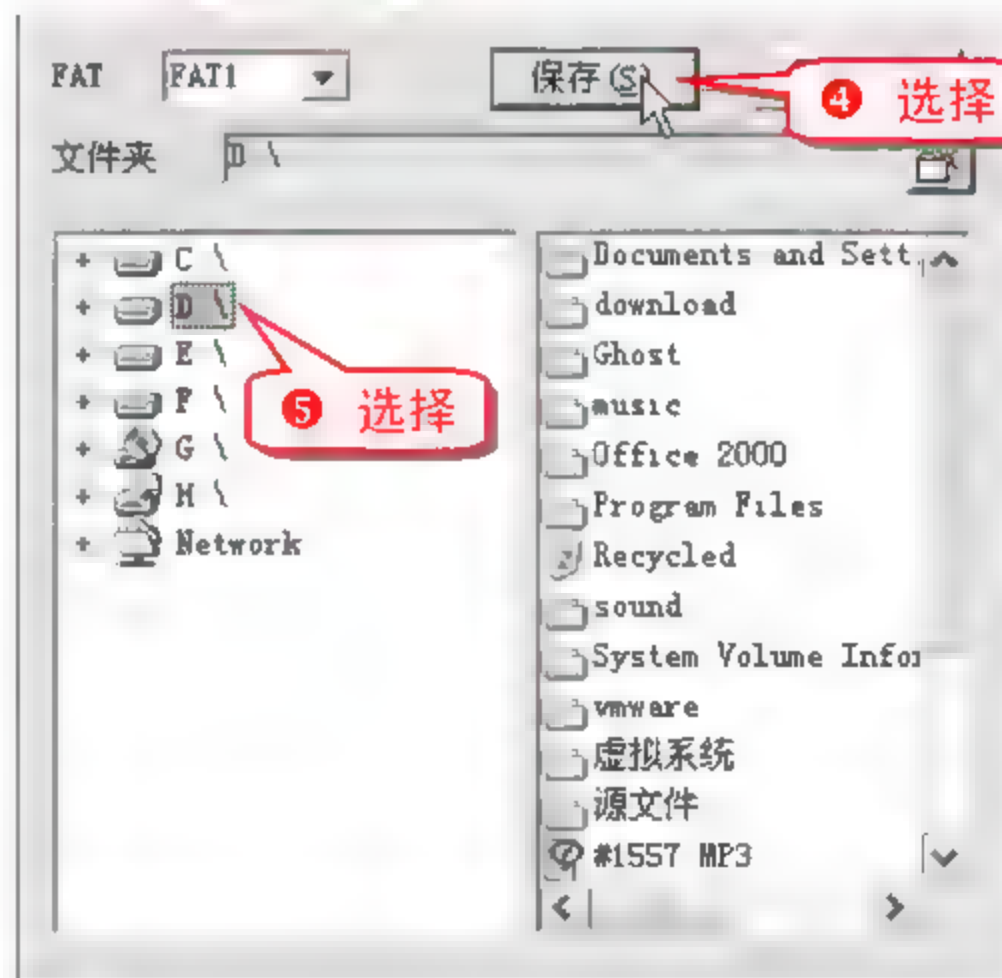 FAT FAT1 保存(S) ❹ 选择
文件夹 D \
C \
D \
E \
F \
G \
H \
Network
❺ 选择
Documents and Sett
download
Ghost
music
Office 2000
Program Files
Recycled
sound
System Volume Infor
vmware
虚拟系统
源文件
#1557 MP3